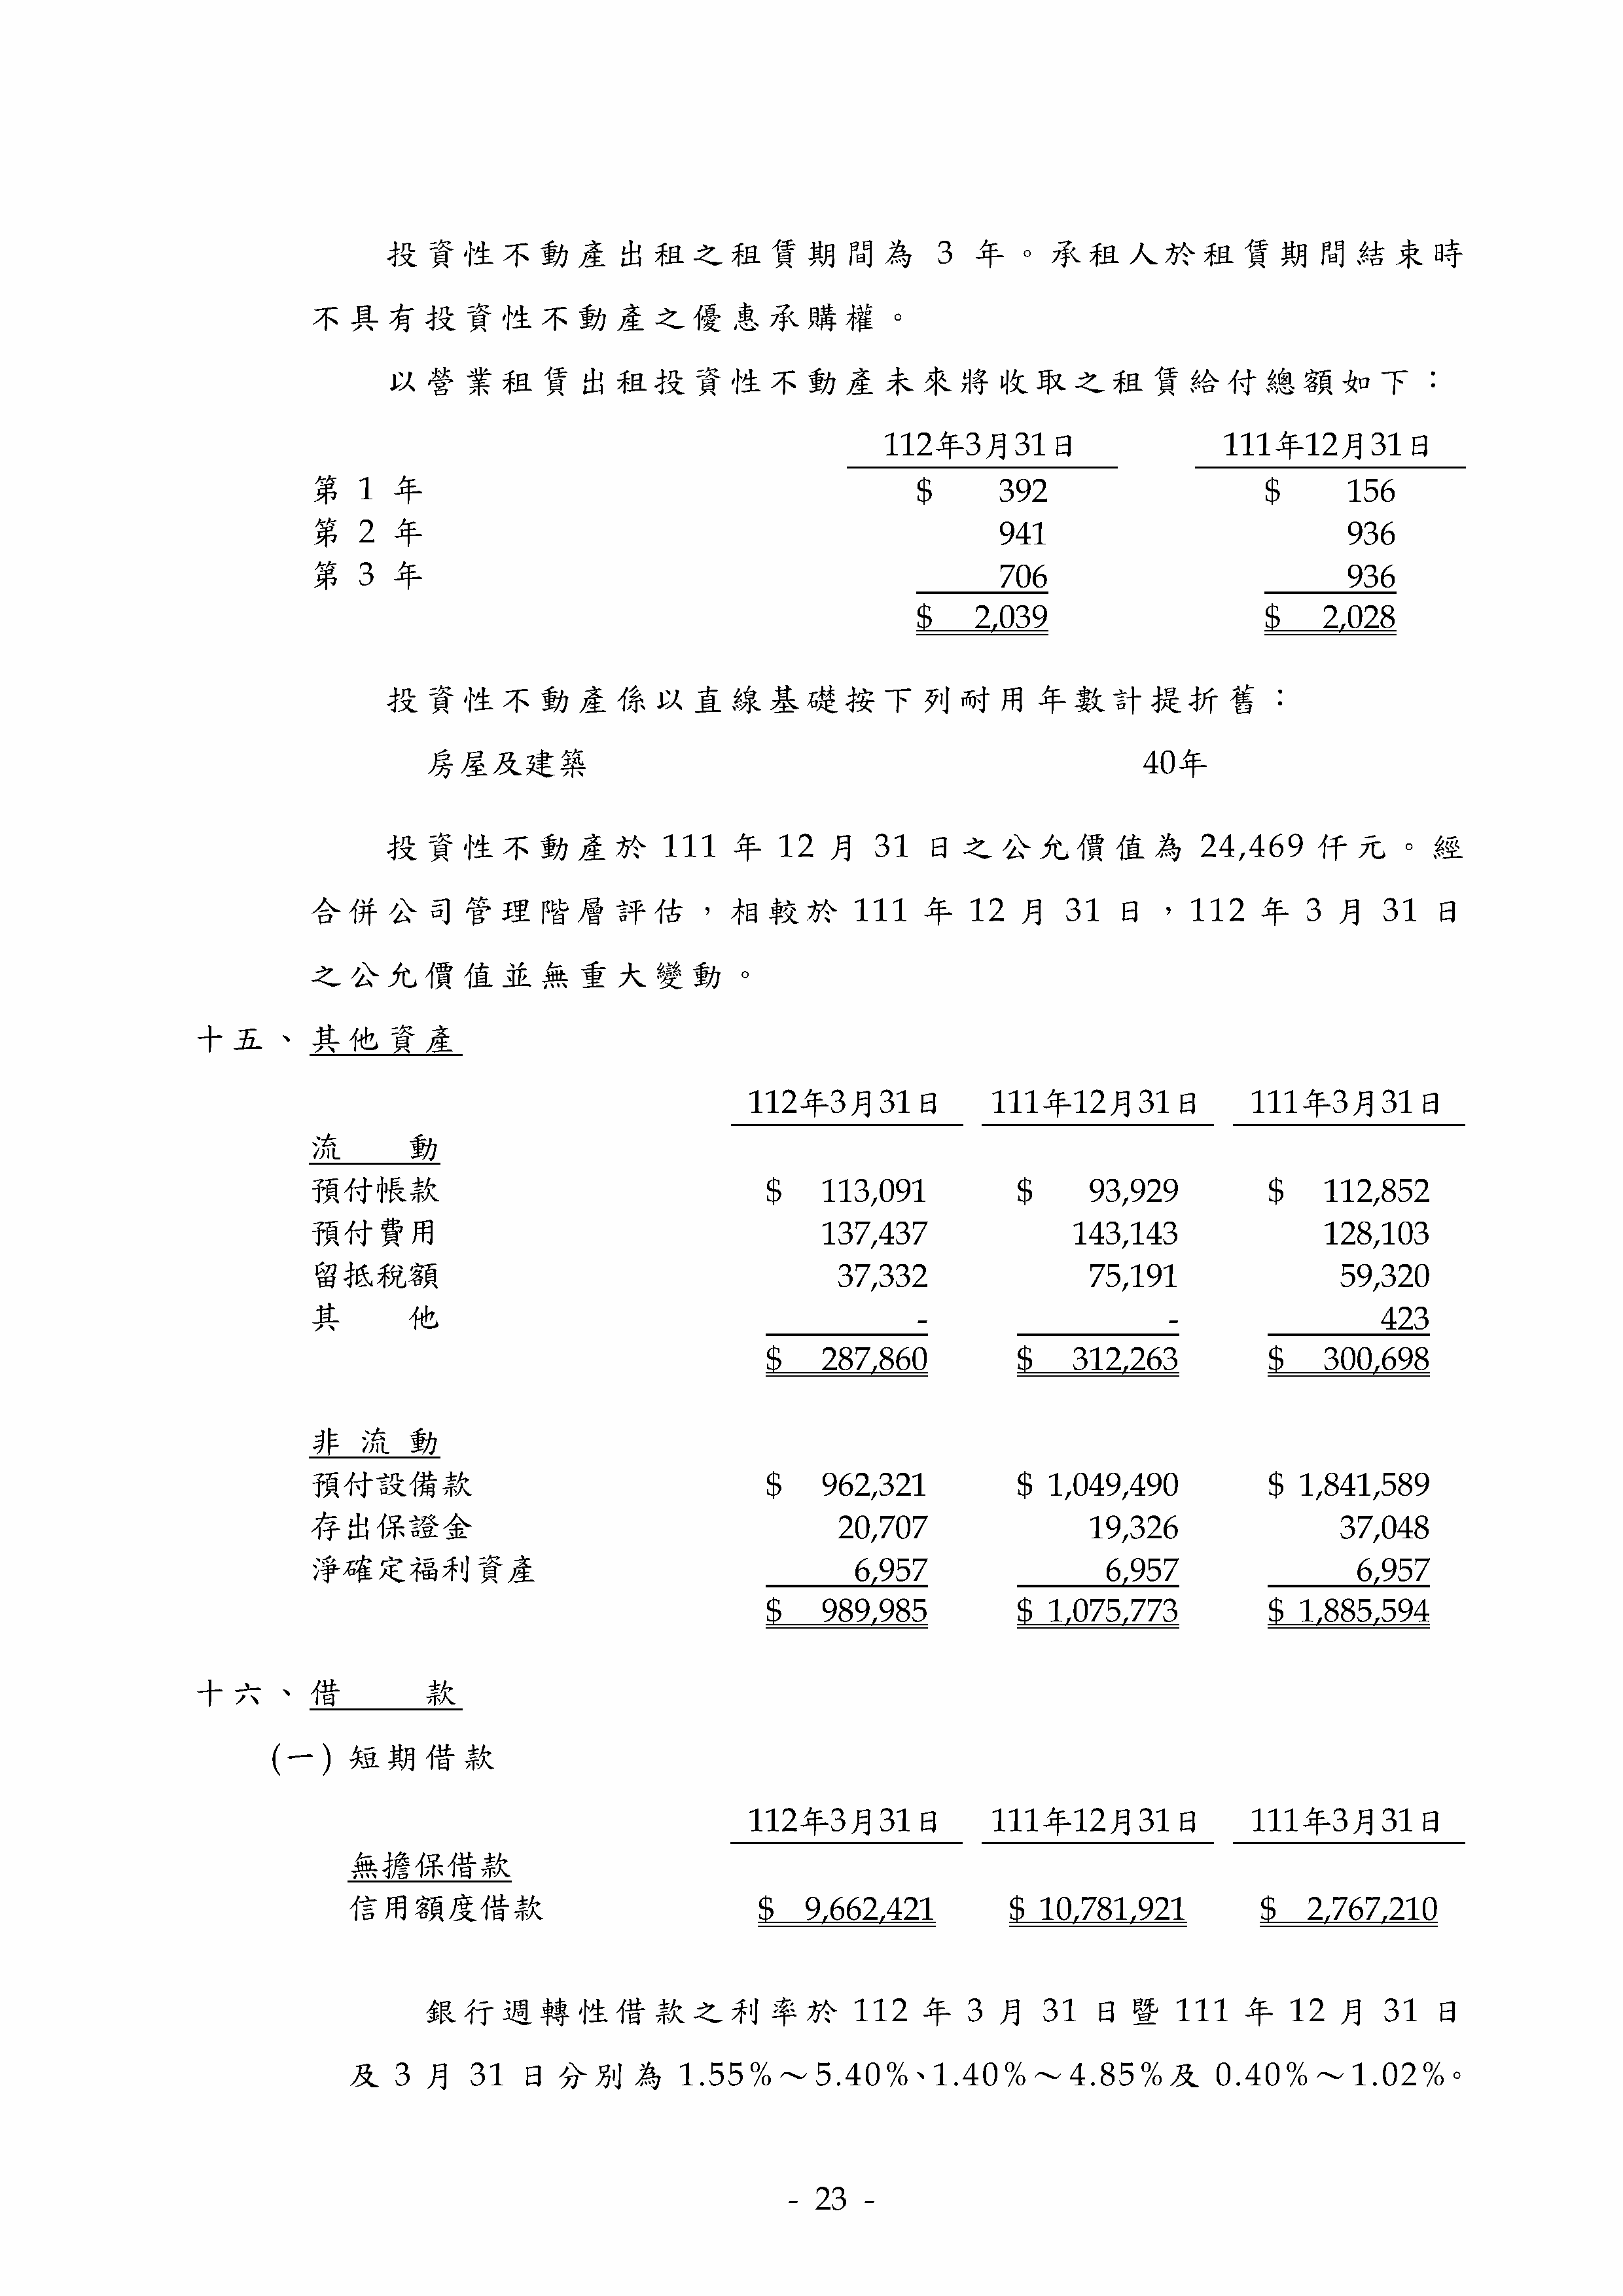 投資性不動產出租之租賃期間為 3 年。承租人於租賃期間結束時
不具有投資性不動產之優惠承購權。
以營業租賃出租投資性不動產未來將收取之租賃給付總額如下：
112年3月31日 111年12月31日
第 1 年 $ 392 $ 156
第 2 年 941 936
第 3 年 706 936
$ 2,039 $ 2,028
投資性不動產係以直線基礎按下列耐用年數計提折舊：
房屋及建築 40年
投資性不動產於 111 年 12 月 31 日之公允價值為 24,469 仟元。經
合併公司管理階層評估，相較於 111 年 12 月 31 日，112 年 3 月 31 日
之公允價值並無重大變動。
十五、其他資產
112年3月31日 111年12月31日 111年3月31日
流 動
預付帳款 $ 113,091 $ 93,929 $ 112,852
預付費用 137,437 143,143 128,103
留抵稅額 37,332 75,191 59,320
其 他 - - 423
$ 287,860 $ 312,263 $ 300,698
非 流 動
預付設備款 $ 962,321 $ 1,049,490 $ 1,841,589
存出保證金 20,707 19,326 37,048
淨確定福利資產 6,957 6,957 6,957
$ 989,985 $ 1,075,773 $ 1,885,594
十六、借 款
(一) 短期借款
112年3月31日 111年12月31日 111年3月31日
無擔保借款
信用額度借款 $ 9,662,421 $ 10,781,921 $ 2,767,210
銀行週轉性借款之利率於 112 年 3 月 31 日暨 111 年 12 月 31 日
及 3 月 31 日分別為 1.55%～5.40%、1.40%～4.85%及 0.40%～1.02%。
- 23 -